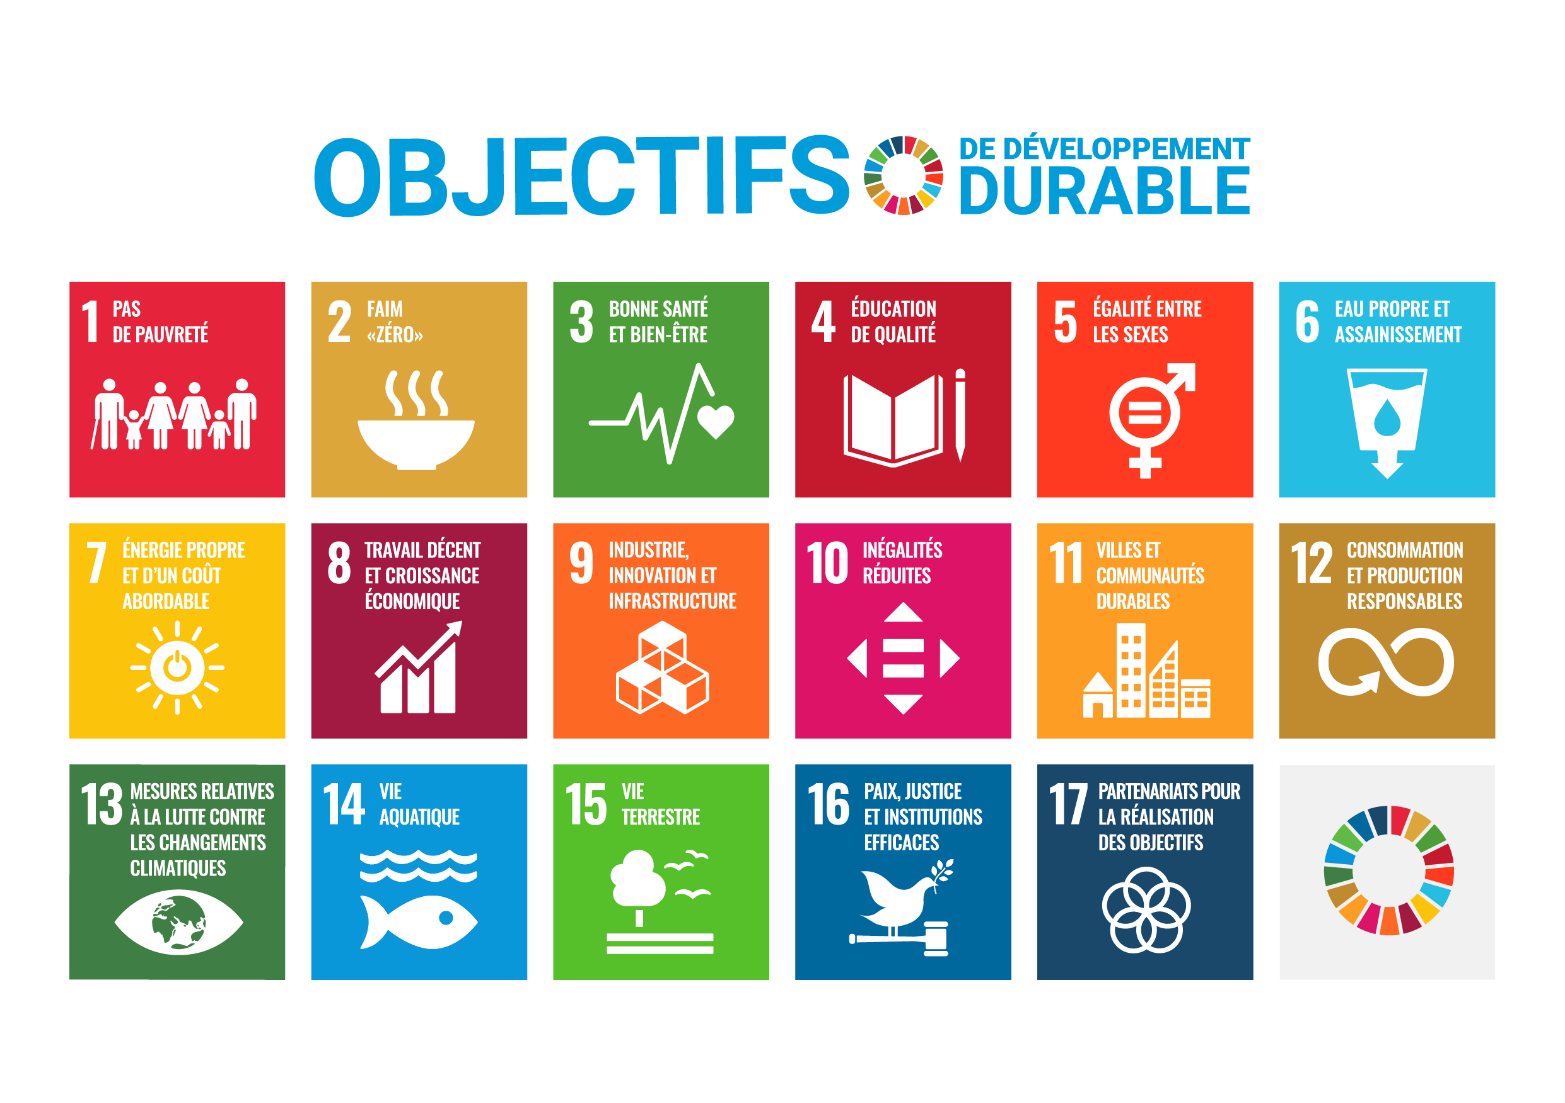 OBJECTIFS
DE DÉVELOPPEMENT
DURABLE
1 PAS
DE PAUVRETÉ
2 FAIM
«ZÉRO»
3 BONNE SANTÉ
ET BIEN-ÊTRE
4 ÉDUCATION
DE QUALITÉ
5 ÉGALITÉ ENTRE
LES SEXES
6 EAU PROPRE ET
ASSAINISSEMENT
7 ÉNERGIE PROPRE
ET D'UN COÛT
ABORDABLE
8 TRAVAIL DÉCENT
ET CROISSANCE
ÉCONOMIQUE
9 INDUSTRIE,
INNOVATION ET
INFRASTRUCTURE
10 INÉGALITÉS
RÉDUITES
11 VILLES ET
COMMUNAUTÉS
DURABLES
12 CONSOMMATION
ET PRODUCTION
RESPONSABLES
13 MESURES RELATIVES
À LA LUTTE CONTRE
LES CHANGEMENTS
CLIMATIQUES
14 VIE
AQUATIQUE
15 VIE
TERRESTRE
16 PAIX, JUSTICE
ET INSTITUTIONS
EFFICACES
17 PARTENARIATS POUR
LA RÉALISATION
DES OBJECTIFS